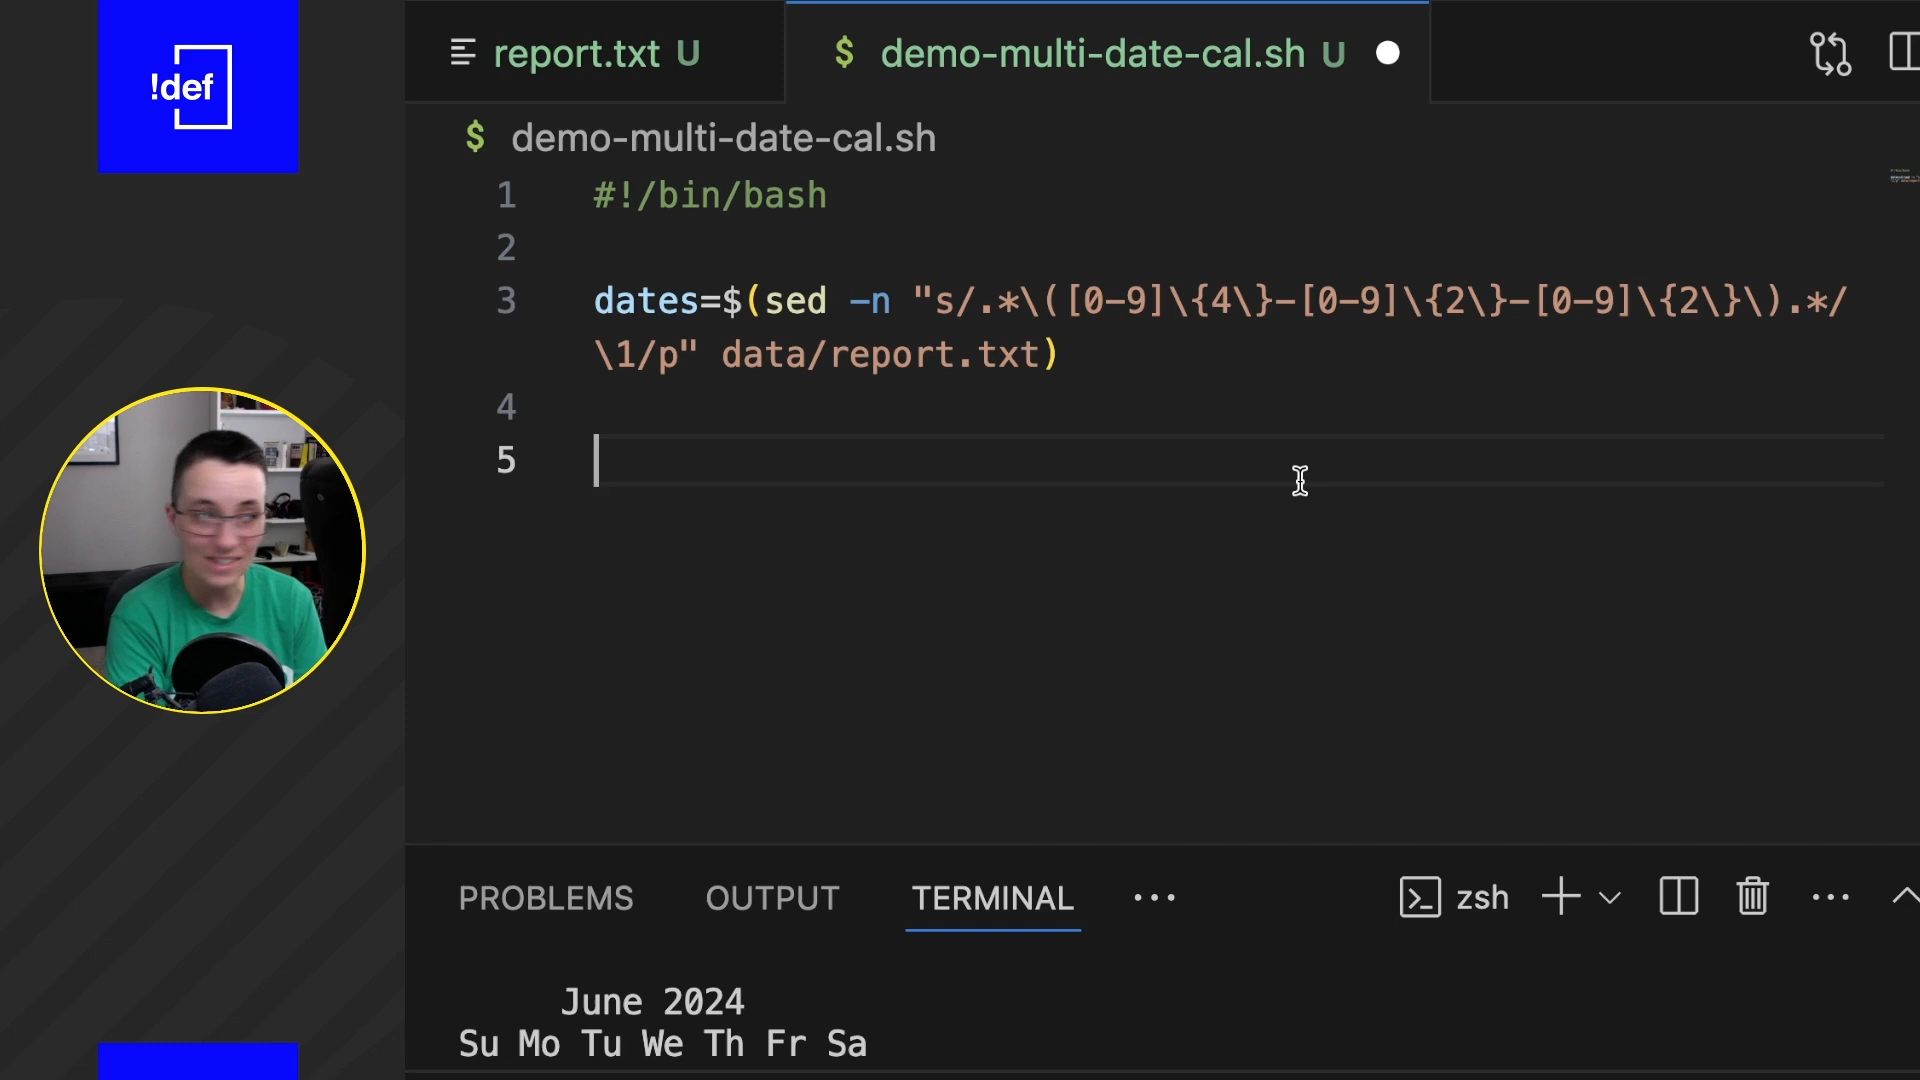 !def
report.txt U
$ demo-multi-date-cal.sh U
$ demo-multi-date-cal.sh
1 #!/bin/bash
2
3 dates=$(sed -n "s/.*\([0-9]\{4\}-[0-9]\{2\}-[0-9]\{2\}\).*/
\1/p" data/report.txt)
4
5
PROBLEMS OUTPUT TERMINAL ... zsh
June 2024
Su Mo Tu We Th Fr Sa